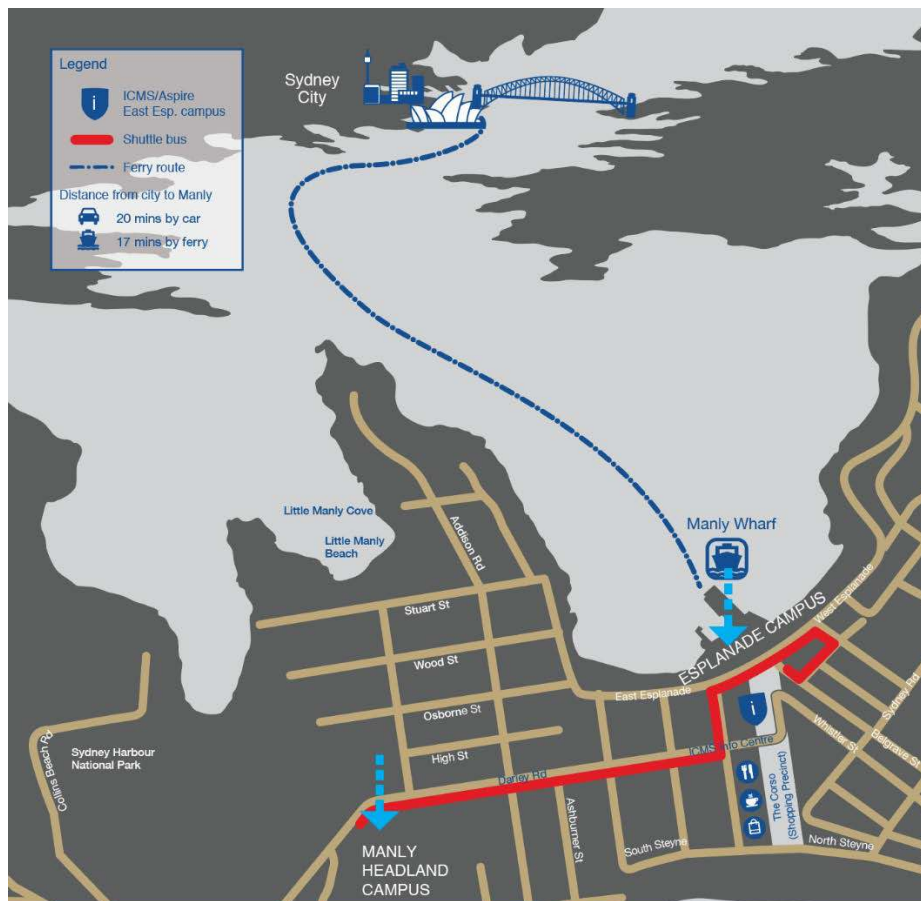 Legend
i
ICMS/Aspire
East Esp. campus
Shuttle bus
Ferry route
Distance from city to Manly
20 mins by car
17 mins by ferry
Sydney
City
Little Manly Cove
Little Manly
Beach
Addison Rd
Manly Wharf
Stuart St
Wood St
Osborne St
High St
ESPLANADE CAMPUS
West Esplanade
East Esplanade
Sydney Rd
i
ICMS Info Centre
Whistler St
Belgrave St
Collins Beach Rd
Sydney Harbour
National Park
Darley Rd
Ashburner St
South Steyne
The Corso
(Shopping Precinct)
North Steyne
MANLY
HEADLAND
CAMPUS